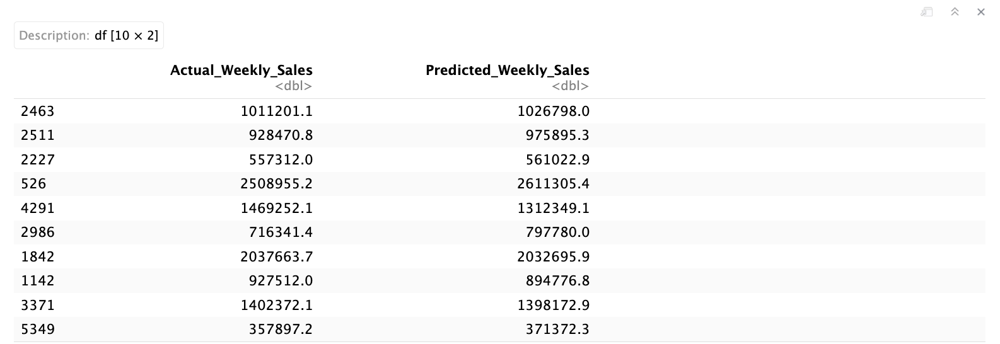 Description: df [10 × 2]
Actual_Weekly_Sales Predicted_Weekly_Sales
<dbl> <dbl>
2463 1011201.1 1026798.0
2511 928470.8 975895.3
2227 557312.0 561022.9
526 2508955.2 2611305.4
4291 1469252.1 1312349.1
2986 716341.4 797780.0
1842 2037663.7 2032695.9
1142 927512.0 894776.8
3371 1402372.1 1398172.9
5349 357897.2 371372.3